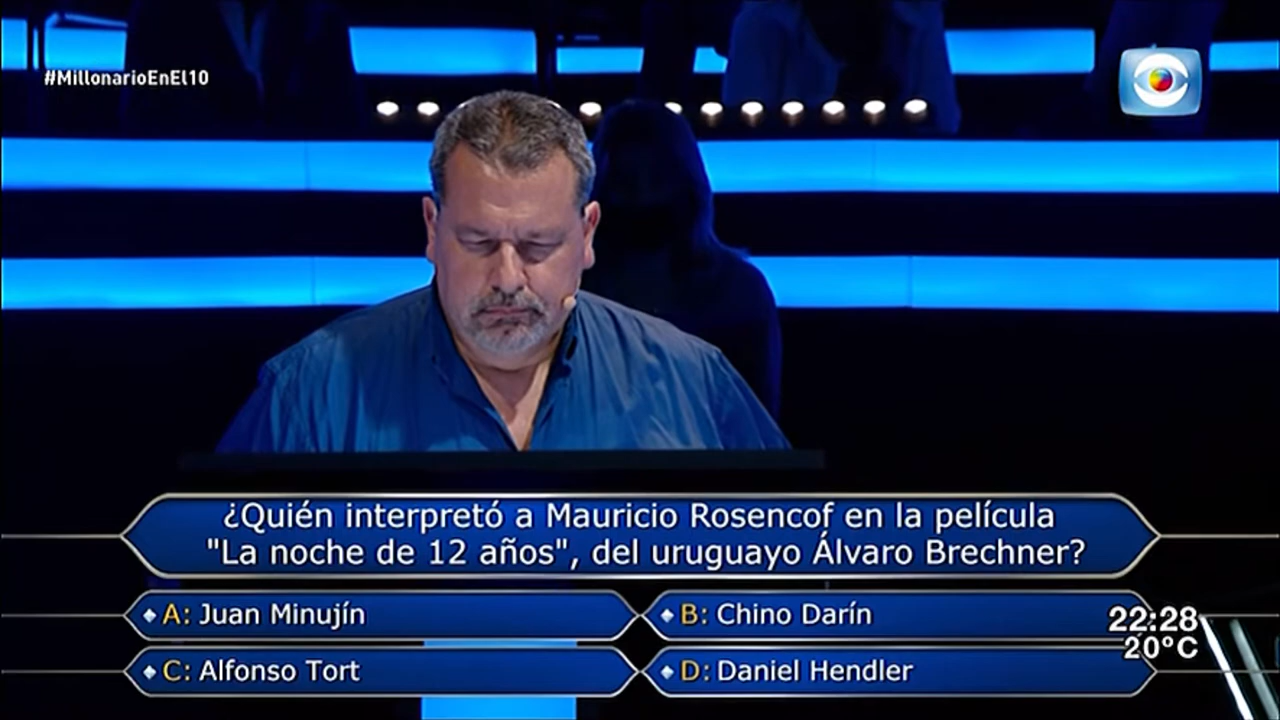 #MillonarioEnEl10
¿Quién interpretó a Mauricio Rosencof en la película
"La noche de 12 años", del uruguayo Álvaro Brechner?
A: Juan Minujín
B: Chino Darín
C: Alfonso Tort
D: Daniel Hendler
22:28
20°C